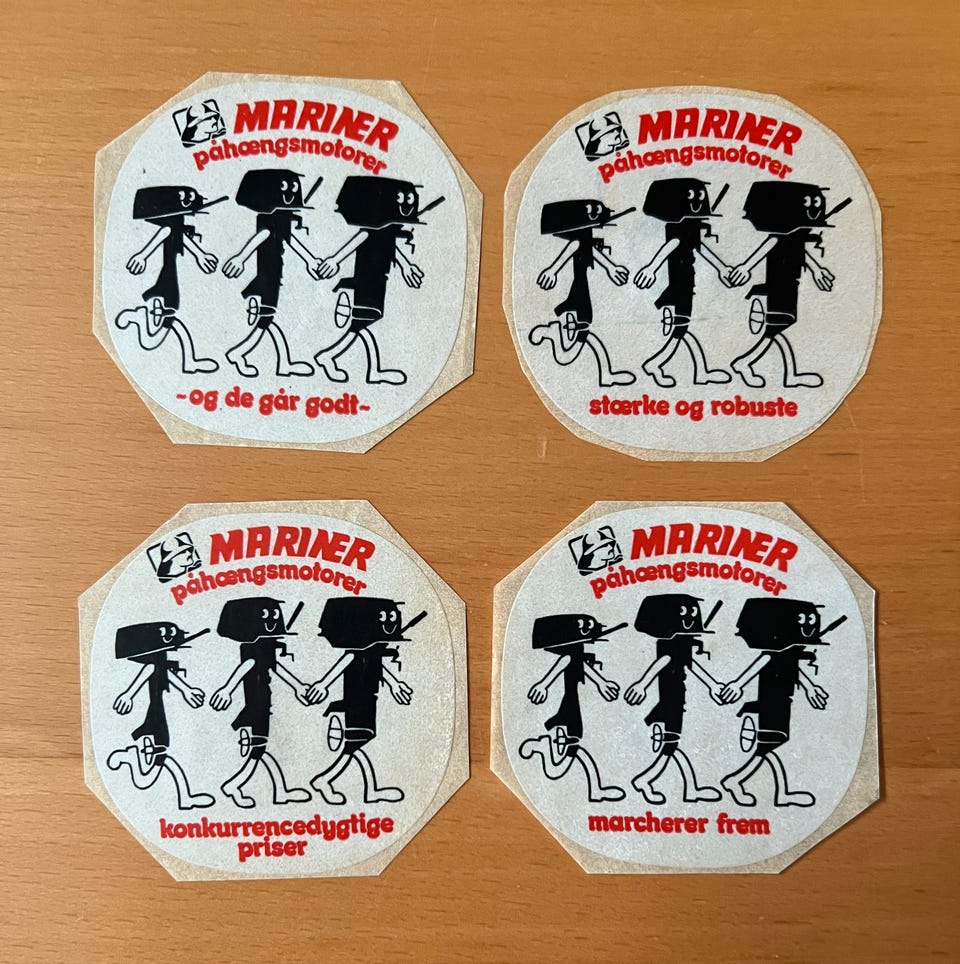 MARINER
påhængsmotorer
~og de går godt~
MARINER
påhængsmotorer
stærke og robuste
MARINER
påhængsmotorer
konkurrencedygtige
priser
MARINER
påhængsmotorer
marcherer frem